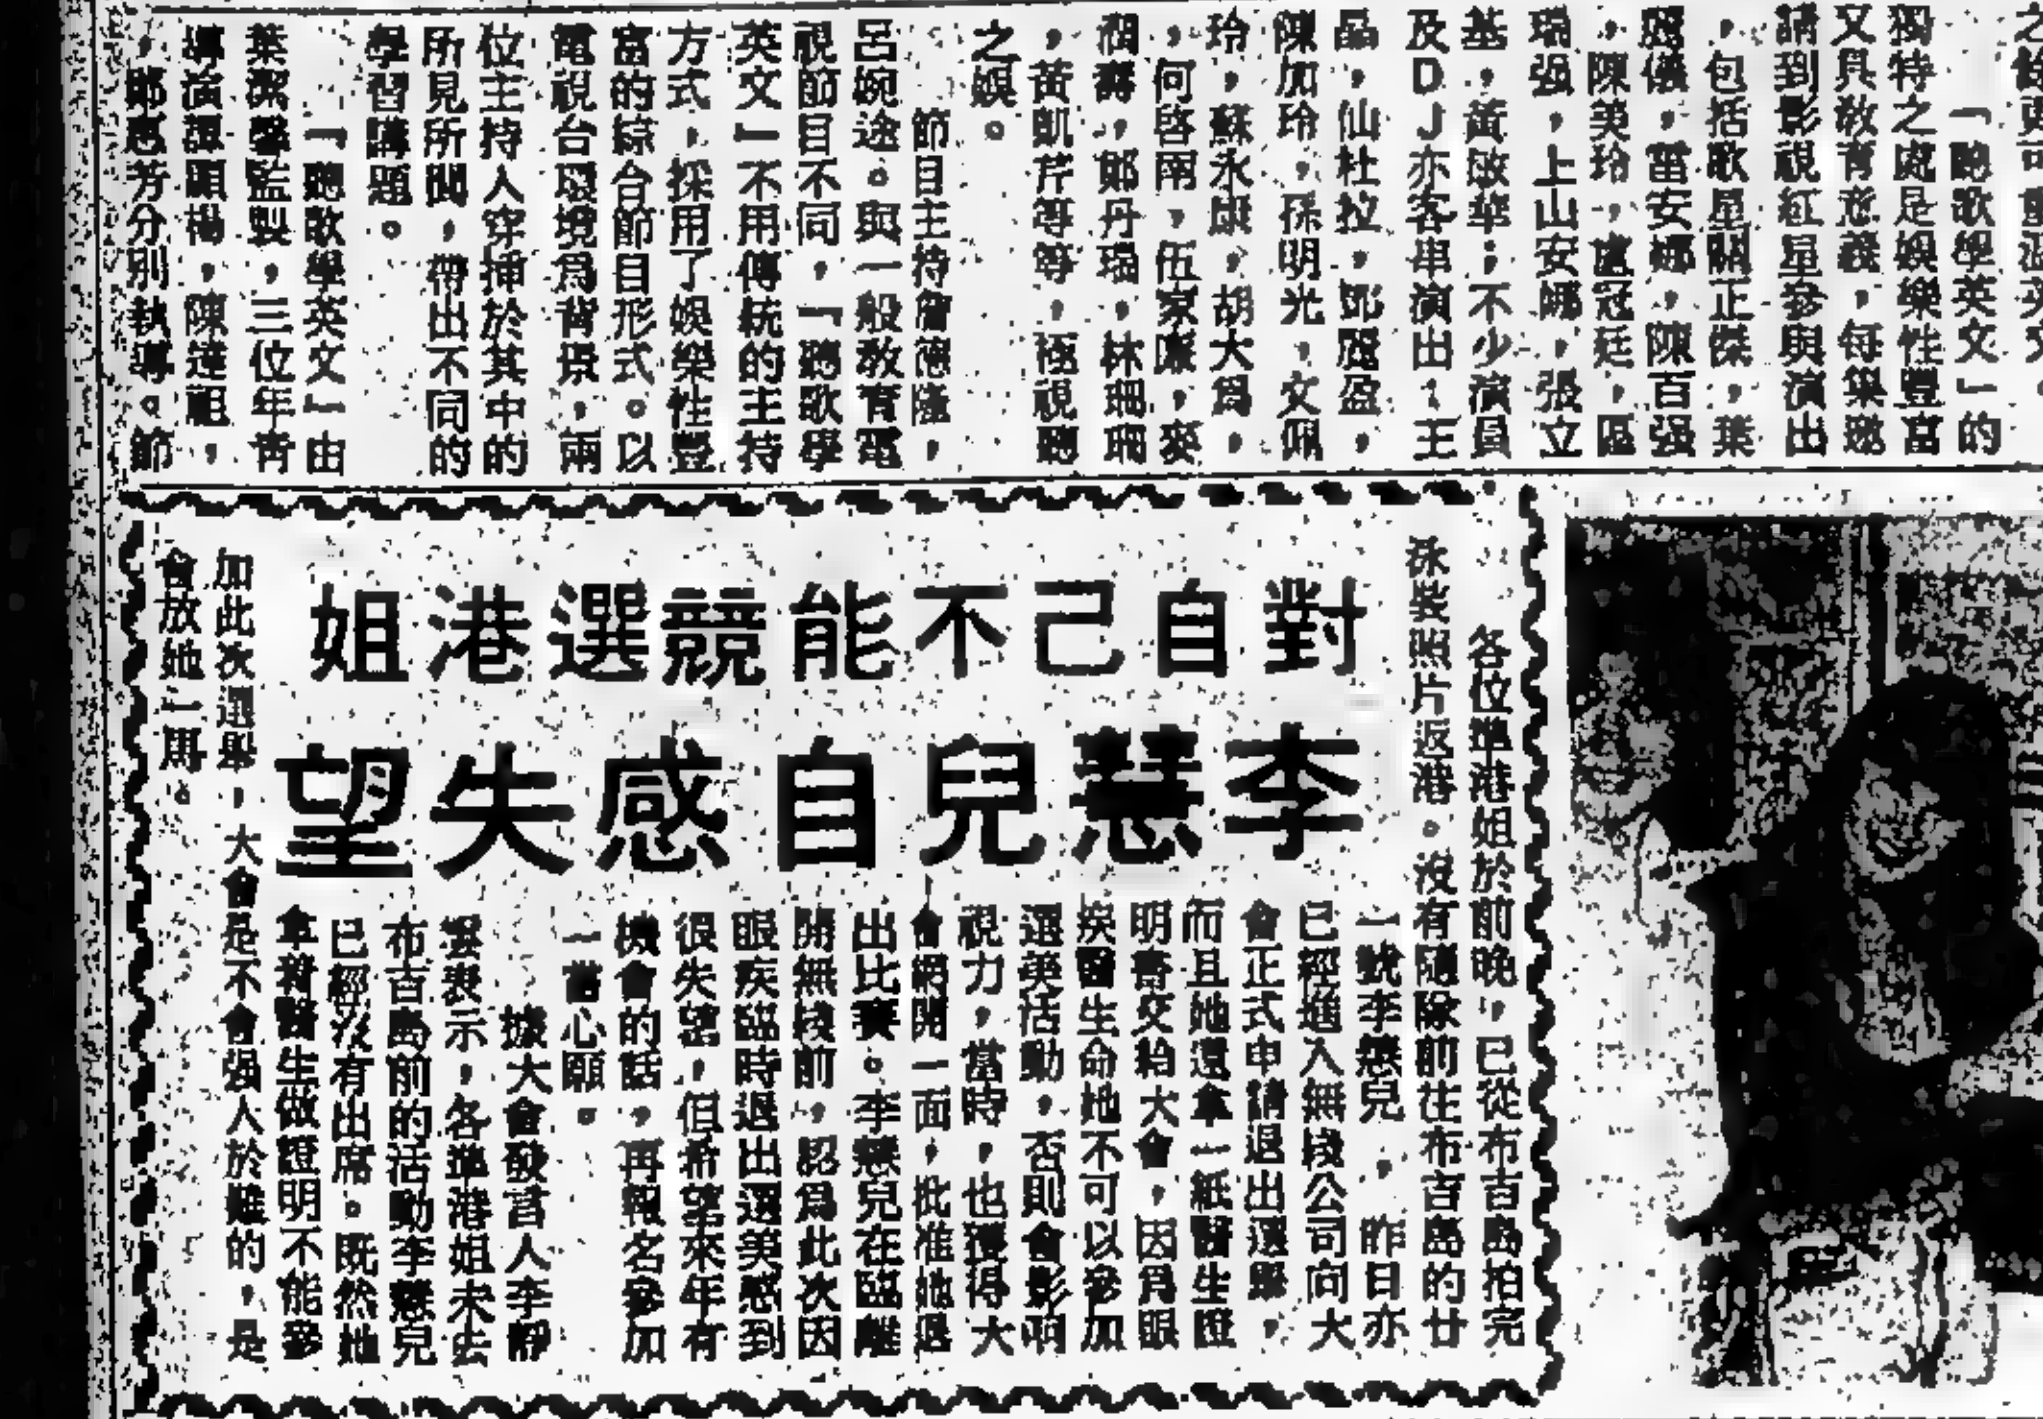 「聽歌學英文」的
獨特之處是娛樂性豐富
又具教育意義，每集邀
請到影視紅星參與演出
，包括歌星關正傑，葉
麗儀，雷安娜，陳百强
，陳美玲，盧冠廷，區
瑞强，上山安娜，張立
基，黃敏華；不少演員
及ＤＪ亦客串演出：主
晶，仙杜拉，鄧麗盈，
陳加玲，孫明光，文佩
玲，蘇永康，胡大爲，
，何啓南，伍家廉，麥
潤壽，鄭丹瑞，林珊珊
，黃凱芹等等，極視聽
之娛。
節目主持詹德隆，
呂婉途。與一般教育電
視節目不同，「聽歌學
英文」不用傳統的主持
方式，採用了娛樂性豐
富的綜合節目形式。以
電視台環境爲背景，兩
位主持人穿插於其中的
所見所聞，帶出不同的
學習講題。
「聽歌學英文」由
葉潔馨監製，三位年青
導演譚顯揚，陳達祖，
，鄭惠芳分別執導。節
對自己不能競選港姐
李慧兒自感失望
各位準港姐於前晚，已從布吉島拍完
泳裝照片返港。沒有隨隊前往布吉島的廿
一號李慧兒，昨日亦
已經進入無綫公司向大
會正式申請退出選舉，
而且她還拿一紙醫生證
明書交給大會，因爲眼
疾醫生命她不可以參加
選美活動，否則會影响
視力，當時，也獲得大
會網開一面，批准她退
出比賽。李慧兒在臨離
開無綫前，認爲此次因
眼疾臨時退出選美感到
很失望，但希望來年有
機會的話，再報名參加
一嘗心願。
據大會發言人李靜
雯表示，各準港姐未去
布吉島前的活動李慧兒
已經沒有出席。既然她
拿着醫生做證明不能參
加此次選舉，大會是不會强人於難的，是
會放她一馬。